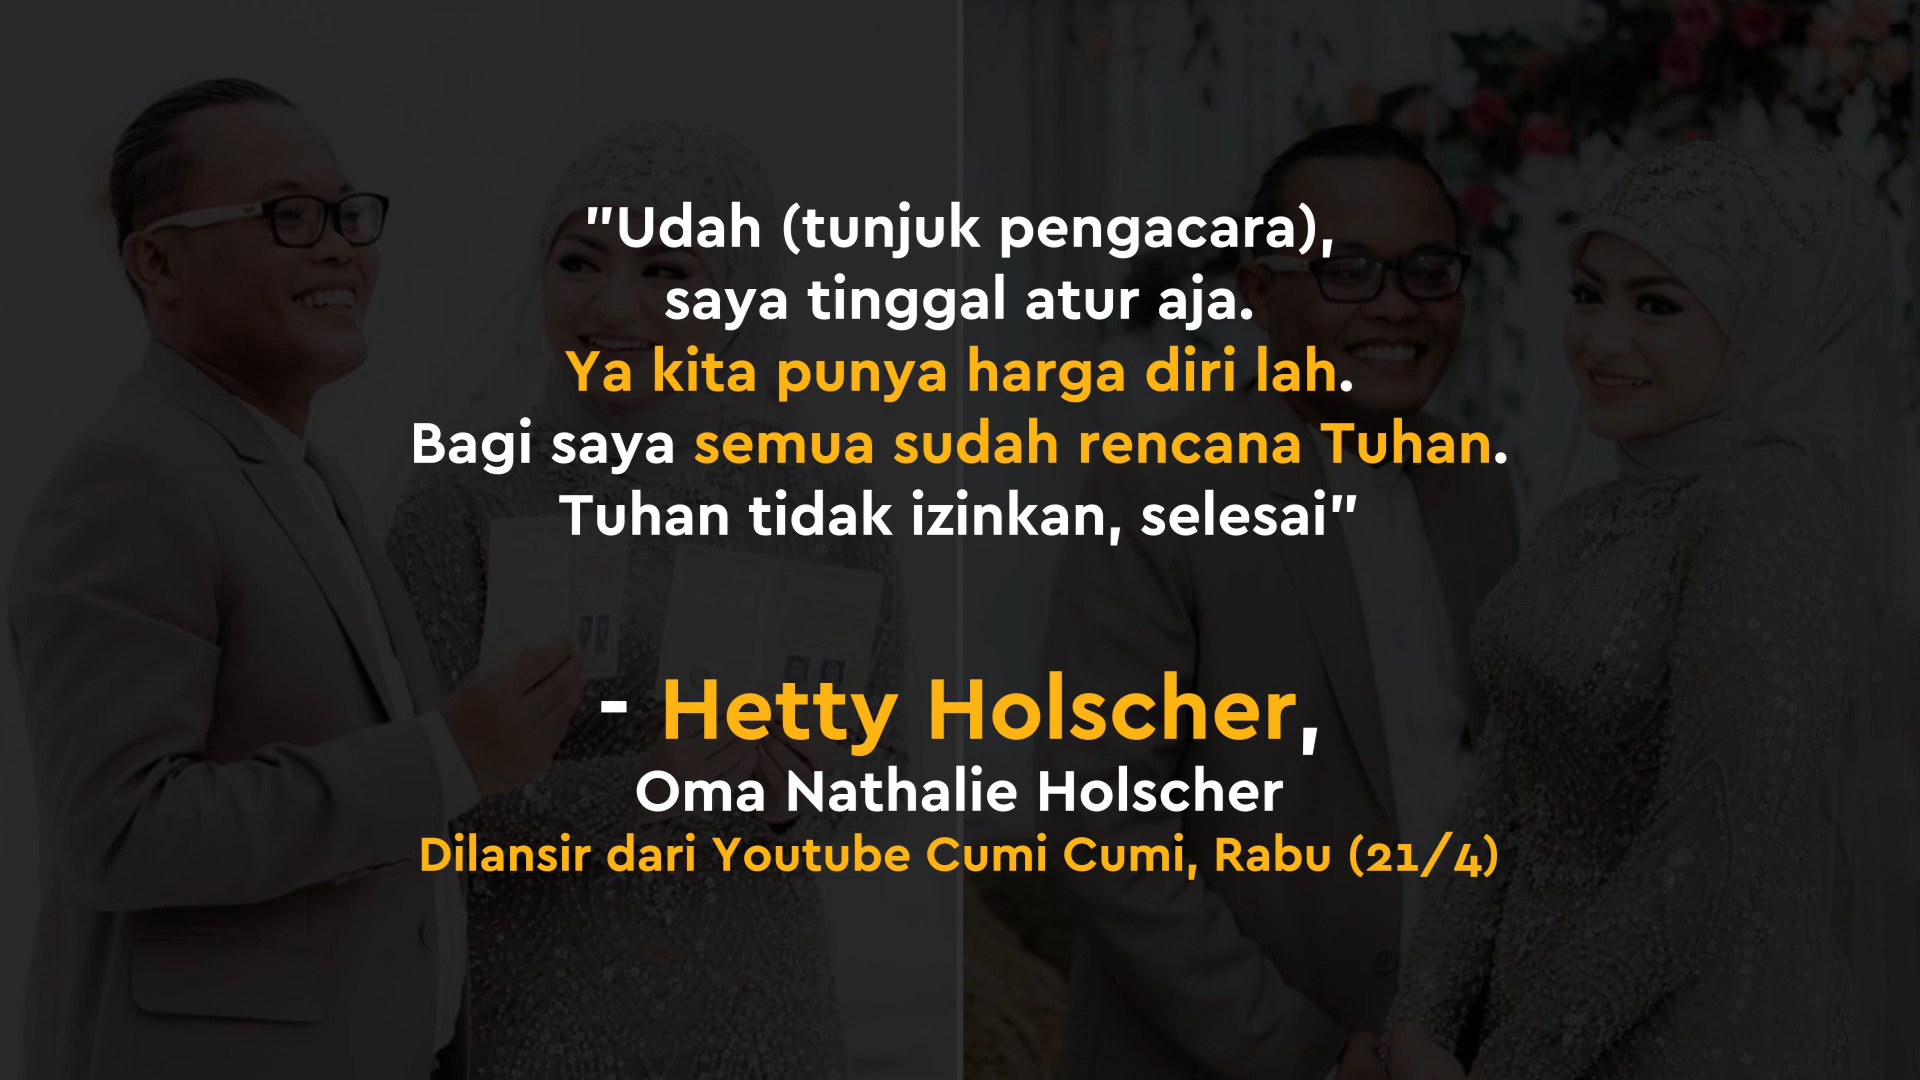 "Udah (tunjuk pengacara),
saya tinggal atur aja.
Ya kita punya harga diri lah.
Bagi saya semua sudah rencana Tuhan.
Tuhan tidak izinkan, selesai"
- Hetty Holscher,
Oma Nathalie Holscher
Dilansir dari Youtube Cumi Cumi, Rabu (21/4)